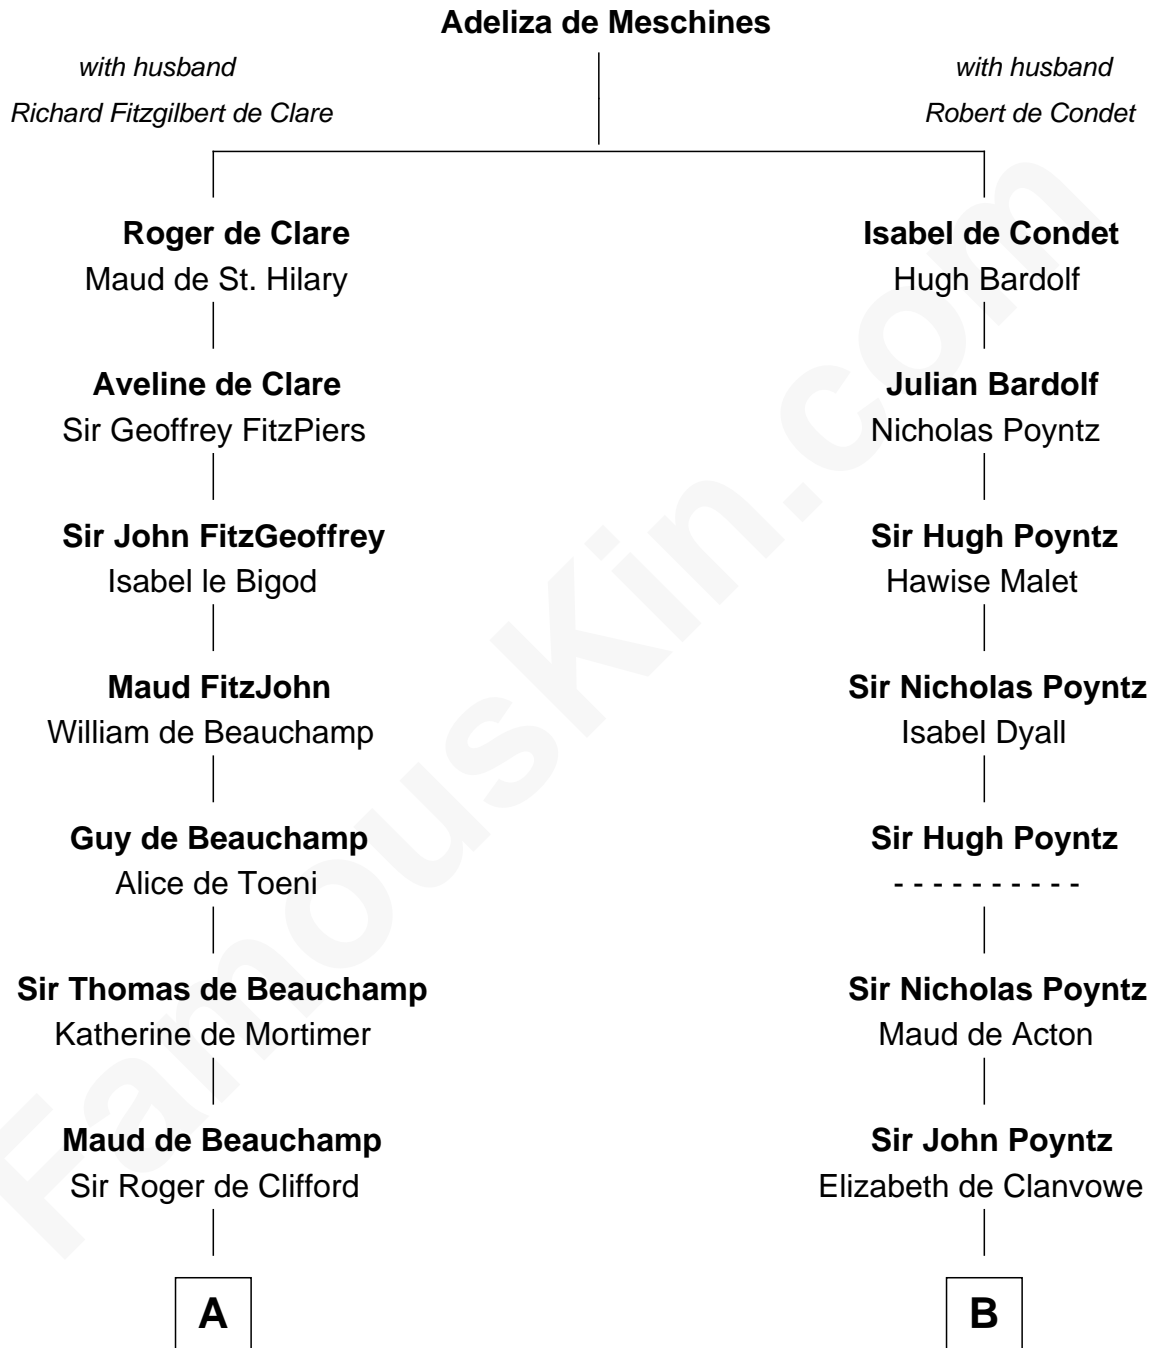 Adeliza de Meschines
with husband
Richard Fitzgilbert de Clare
with husband
Robert de Condet
Roger de Clare
Maud de St. Hilary
Isabel de Condet
Hugh Bardolf
Aveline de Clare
Sir Geoffrey FitzPiers
Julian Bardolf
Nicholas Poyntz
Sir John FitzGeoffrey
Isabel le Bigod
Sir Hugh Poyntz
Hawise Malet
Maud FitzJohn
William de Beauchamp
Sir Nicholas Poyntz
Isabel Dyall
Guy de Beauchamp
Alice de Toeni
Sir Hugh Poyntz
- - - - - - - - - -
Sir Thomas de Beauchamp
Katherine de Mortimer
Sir Nicholas Poyntz
Maud de Acton
Maud de Beauchamp
Sir Roger de Clifford
Sir John Poyntz
Elizabeth de Clanvowe
A
B
FamousKin.com